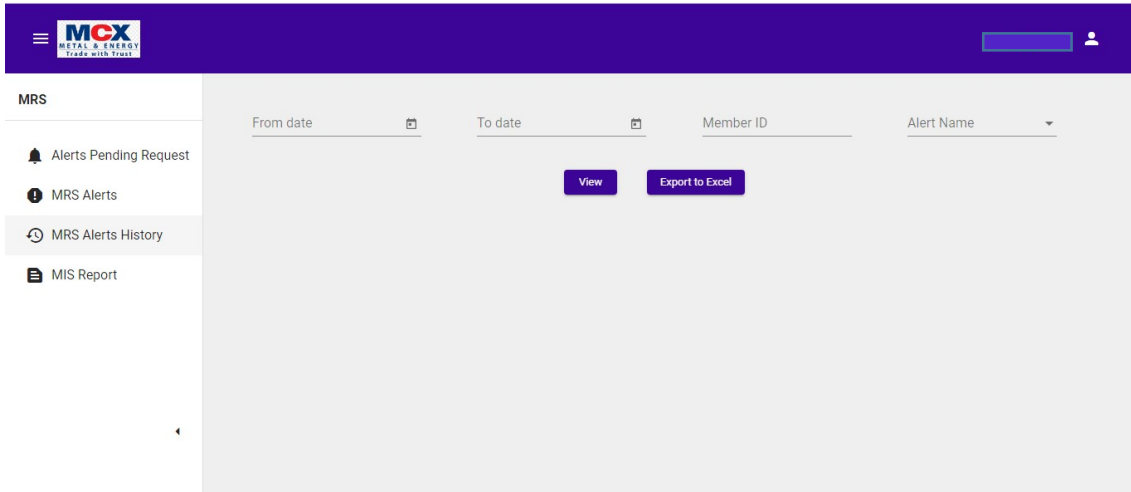 MCX
METAL & ENERGY
Trade with Trust
MRS
Alerts Pending Request
MRS Alerts
MRS Alerts History
MIS Report
From date To date Member ID Alert Name
View Export to Excel